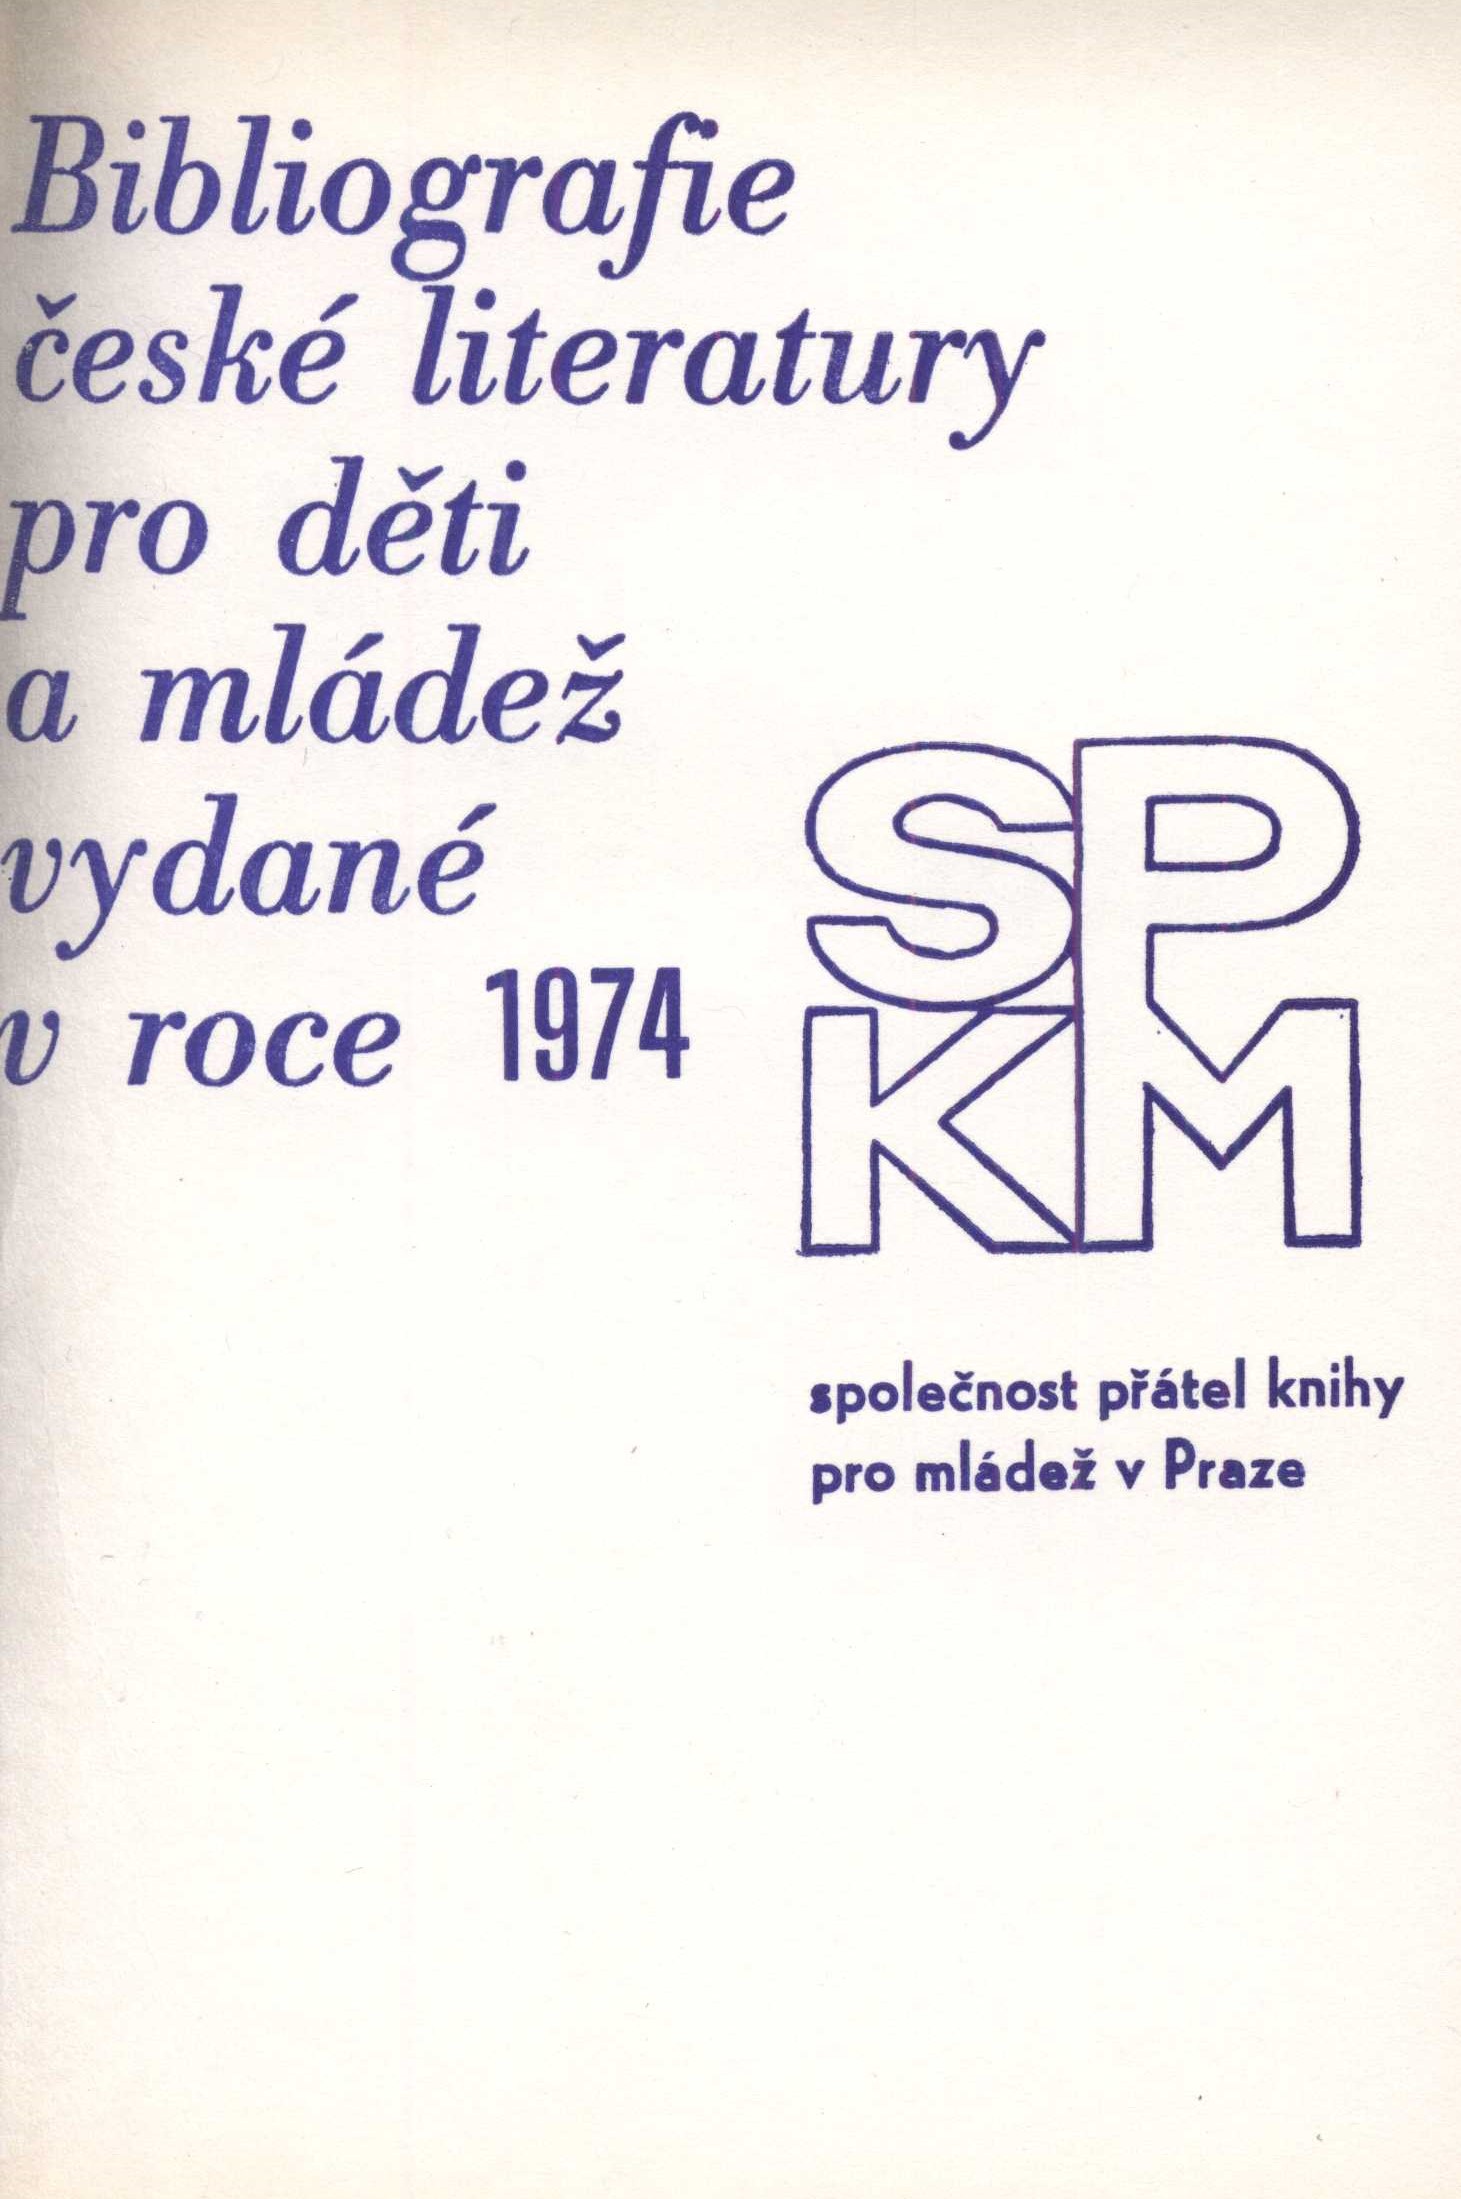 Bibliografie
české literatury
pro děti
a mládež
vydané
v roce 1974
SP
KM
společnost přátel knihy
pro mládež v Praze